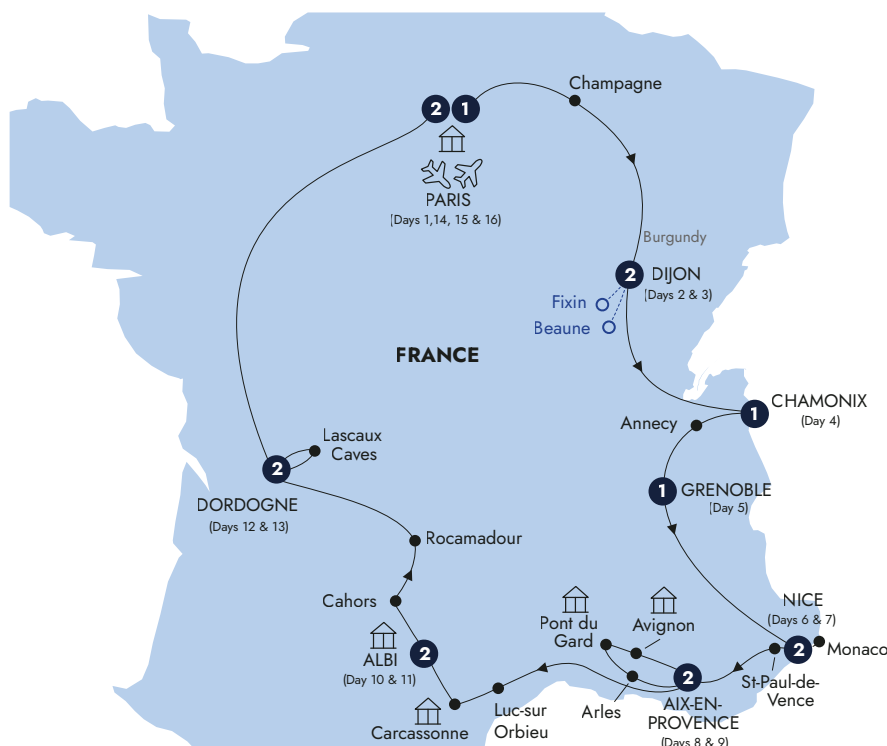 Champagne
2 1
PARIS
(Days 1,14, 15 & 16)
Burgundy
2 DIJON
(Days 2 & 3)
Fixin
Beaune
FRANCE
1 CHAMONIX
(Day 4)
Annecy
1 GRENOBLE
(Day 5)
Lascaux
Caves
2
DORDOGNE
(Days 12 & 13)
Rocamadour
Cahors
2
ALBI
(Day 10 & 11)
Carcassonne
Luc-sur
Orbieu
Pont du
Gard
Avignon
Arles
2
AIX-EN-
PROVENCE
(Days 8 & 9)
NICE
(Days 6 & 7)
2
Monaco
St-Paul-de-
Vence